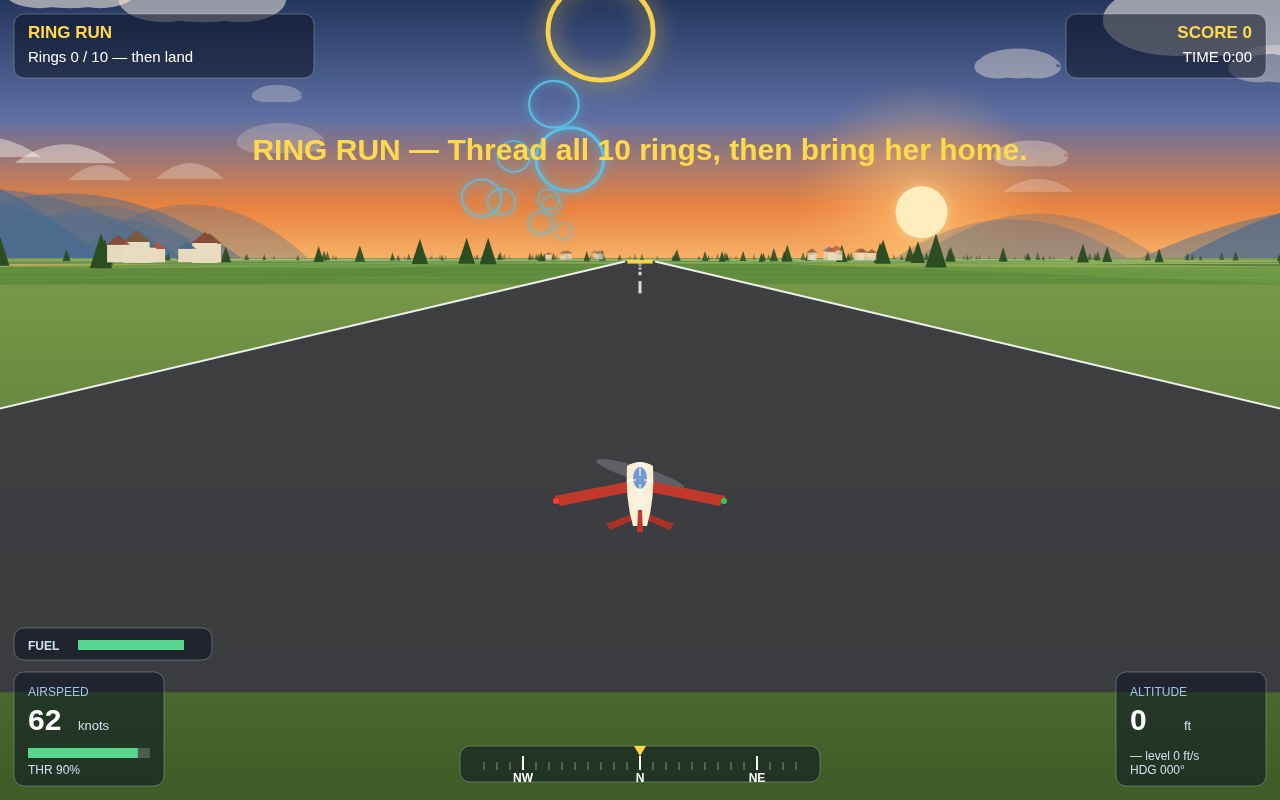 RING RUN
Rings 0 / 10 — then land
SCORE 0
TIME 0:00
RING RUN — Thread all 10 rings, then bring her home.
FUEL
AIRSPEED
62 knots
THR 90%
NW N NE
ALTITUDE
0 ft
— level 0 ft/s
HDG 000°